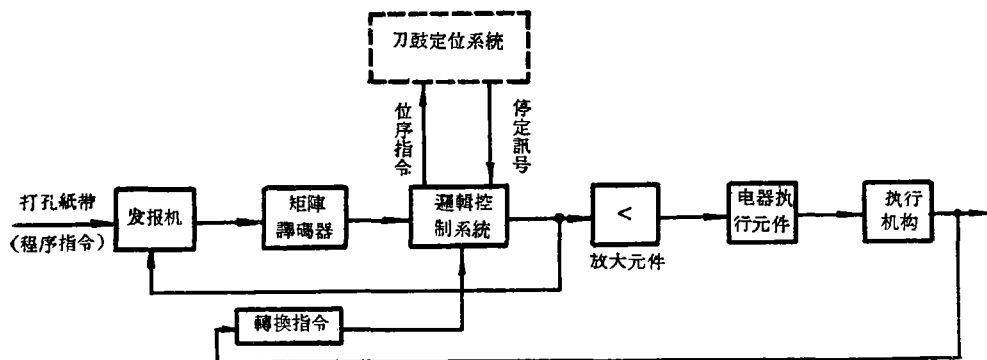 刀鼓定位系統
位序指令
停定訊号
打孔紙带
(程序指令)
发报机
矩陣
譯碼器
邏輯控
制系統
<
放大元件
电器执
行元件
执行
机构
轉換指令